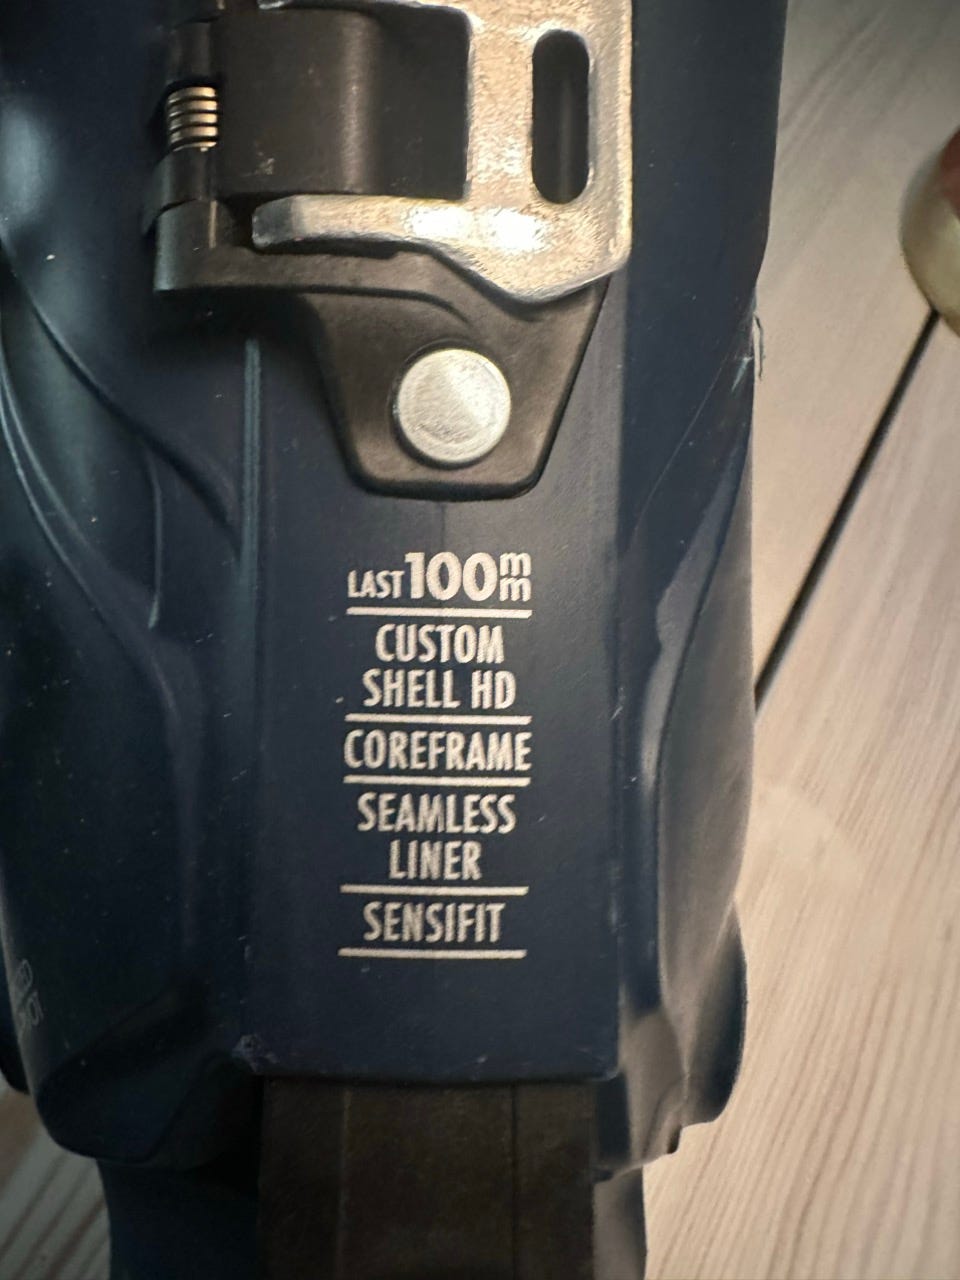 LAST 100mm
CUSTOM
SHELL HD
COREFRAME
SEAMLESS
LINER
SENSIFIT